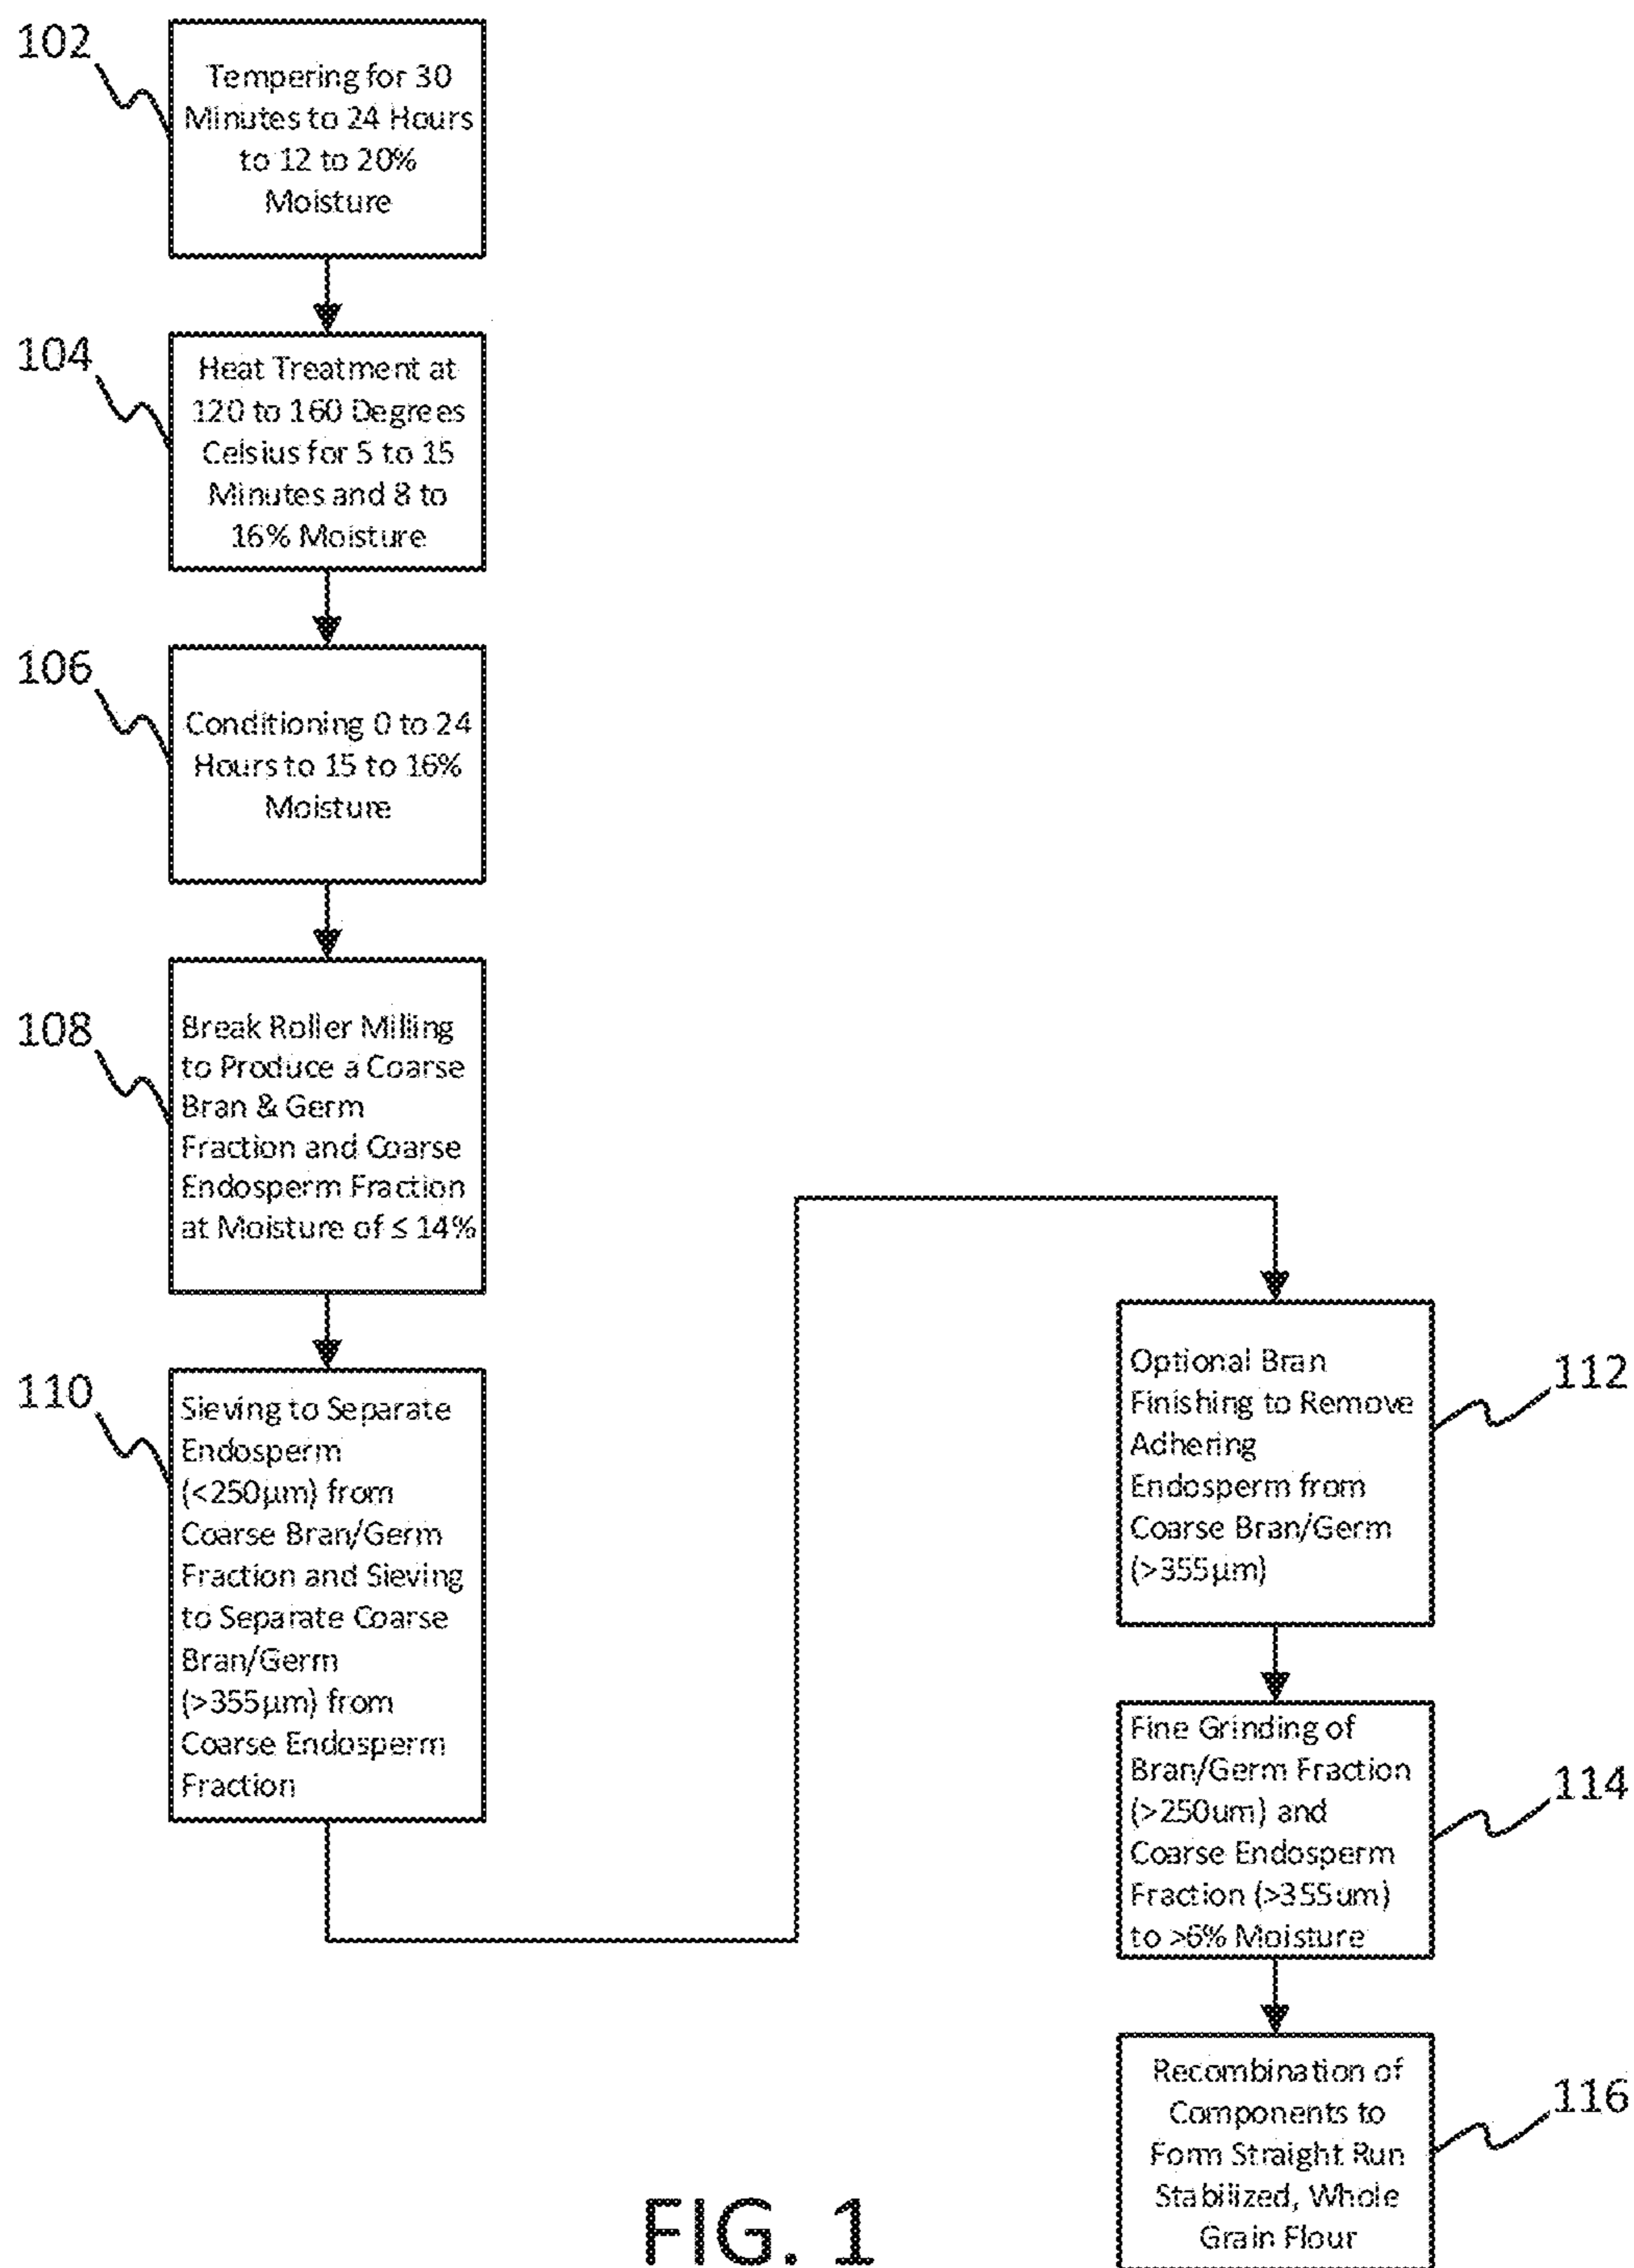 102
Tempering for 30
Minutes to 24 Hours
to 12 to 20%
Moisture
104
Heat Treatment at
120 to 160 Degrees
Celsius for 5 to 15
Minutes and 8 to
16% Moisture
106
Conditioning 0 to 24
Hours to 15 to 16%
Moisture
108
Break Roller Milling
to Produce a Coarse
Bran & Germ
Fraction and Coarse
Endosperm Fraction
at Moisture of ≤ 14%
110
Sieving to Separate
Endosperm
(<250µm) from
Coarse Bran/Germ
Fraction and Sieving
to Separate Coarse
Bran/Germ
(>355µm) from
Coarse Endosperm
Fraction
112
Optional Bran
Finishing to Remove
Adhering
Endosperm from
Coarse Bran/Germ
(>355µm)
114
Fine Grinding of
Bran/Germ Fraction
(>250um) and
Coarse Endosperm
Fraction (>355um)
to >6% Moisture
116
Recombination of
Components to
Form Straight Run
Stabilized, Whole
Grain Flour
FIG. 1